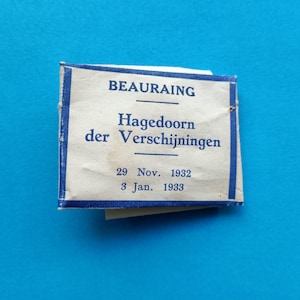 BEAURAING
Hagedoorn
der Verschijningen
29 Nov. 1932
3 Jan. 1933